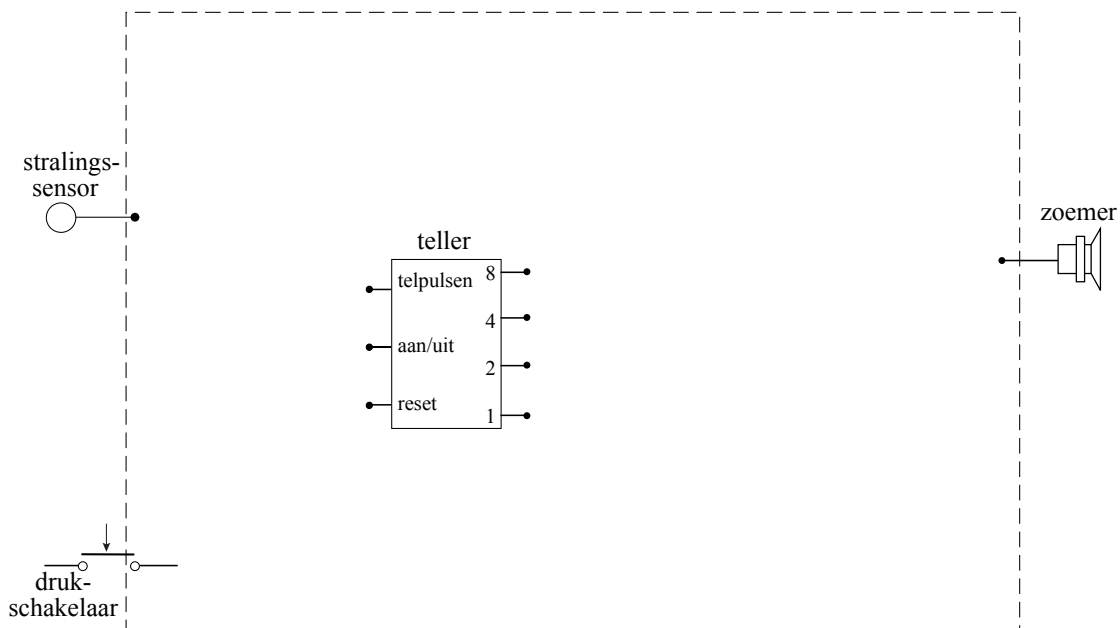 stralings-
sensor
zoemer
teller
telpulsen 8
4
aan/uit
2
reset
1
druk-
schakelaar